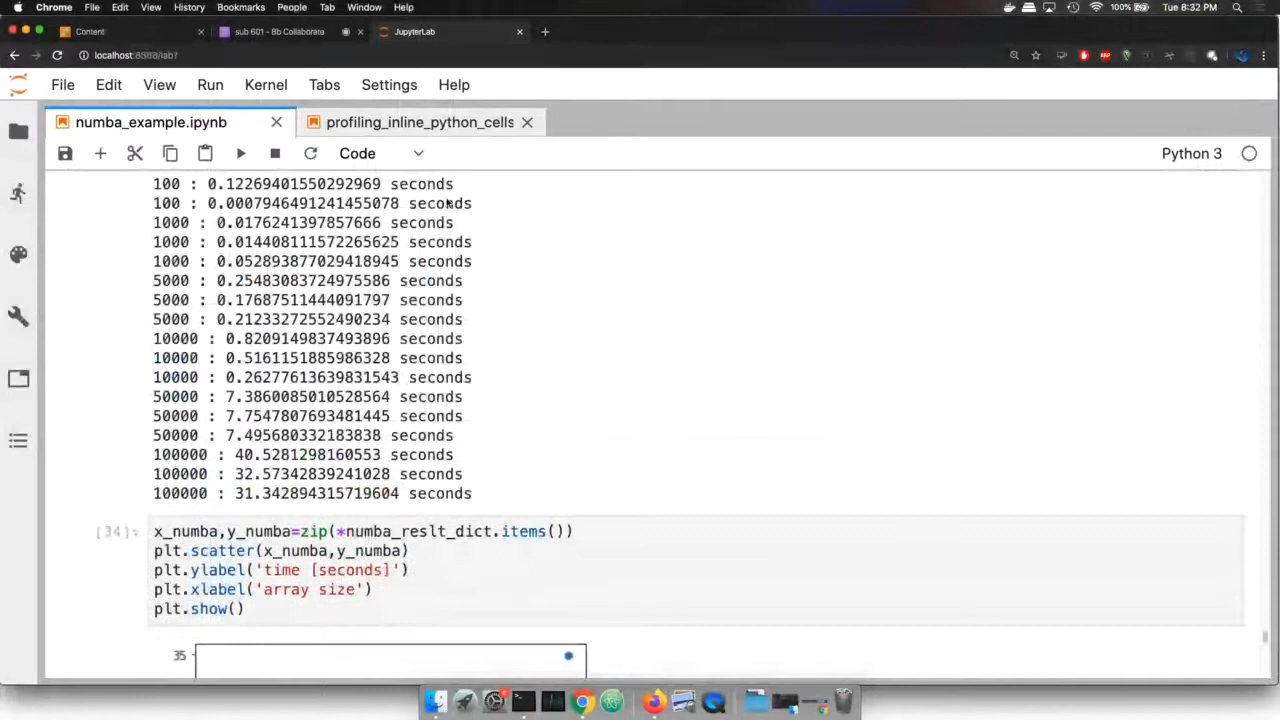 Chrome File Edit View History Bookmarks People Tab Window Help 100% Tue 8:32 PM
Content sub 601 - Bb Collaborate JupyterLab
localhost:8888/lab?
File Edit View Run Kernel Tabs Settings Help
numba_example.ipynb profiling_inline_python_cells
Code Python 3
100 : 0.12269401550292969 seconds
100 : 0.0007946491241455078 seconds
1000 : 0.0176241397857666 seconds
1000 : 0.014408111572265625 seconds
1000 : 0.052893877029418945 seconds
5000 : 0.25483083724975586 seconds
5000 : 0.17687511444091797 seconds
5000 : 0.21233272552490234 seconds
10000 : 0.8209149837493896 seconds
10000 : 0.5161151885986328 seconds
10000 : 0.26277613639831543 seconds
50000 : 7.3860085010528564 seconds
50000 : 7.7547807693481445 seconds
50000 : 7.495680332183838 seconds
100000 : 40.5281298160553 seconds
100000 : 32.57342839241028 seconds
100000 : 31.342894315719604 seconds
[34]: x_numba,y_numba=zip(*numba_reslt_dict.items())
plt.scatter(x_numba,y_numba)
plt.ylabel('time [seconds]')
plt.xlabel('array size')
plt.show()
35